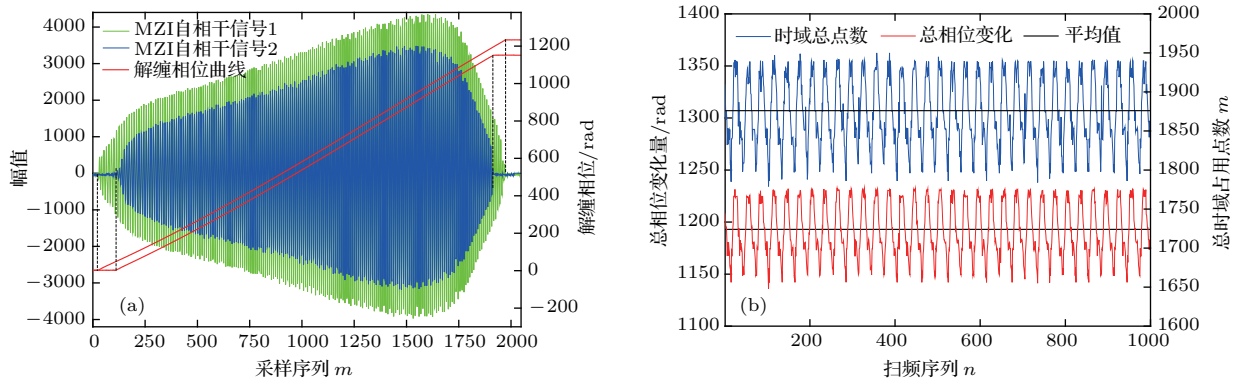 MZI自相干信号1
MZI自相干信号2
解缠相位曲线
4000
3000
2000
1000
0
−1000
−2000
−3000
−4000
幅值
1200
1000
800
600
400
200
0
−200
解缠相位/rad
(a)
0 250 500 750 1000 1250 1500 1750 2000
采样序列 m
时域总点数 总相位变化 平均值
1400
1350
1300
1250
1200
1150
1100
总相位变化量/rad
2000
1950
1900
1850
1800
1750
1700
1650
1600
总时域占用点数 m
(b)
200 400 600 800 1000
扫频序列 n